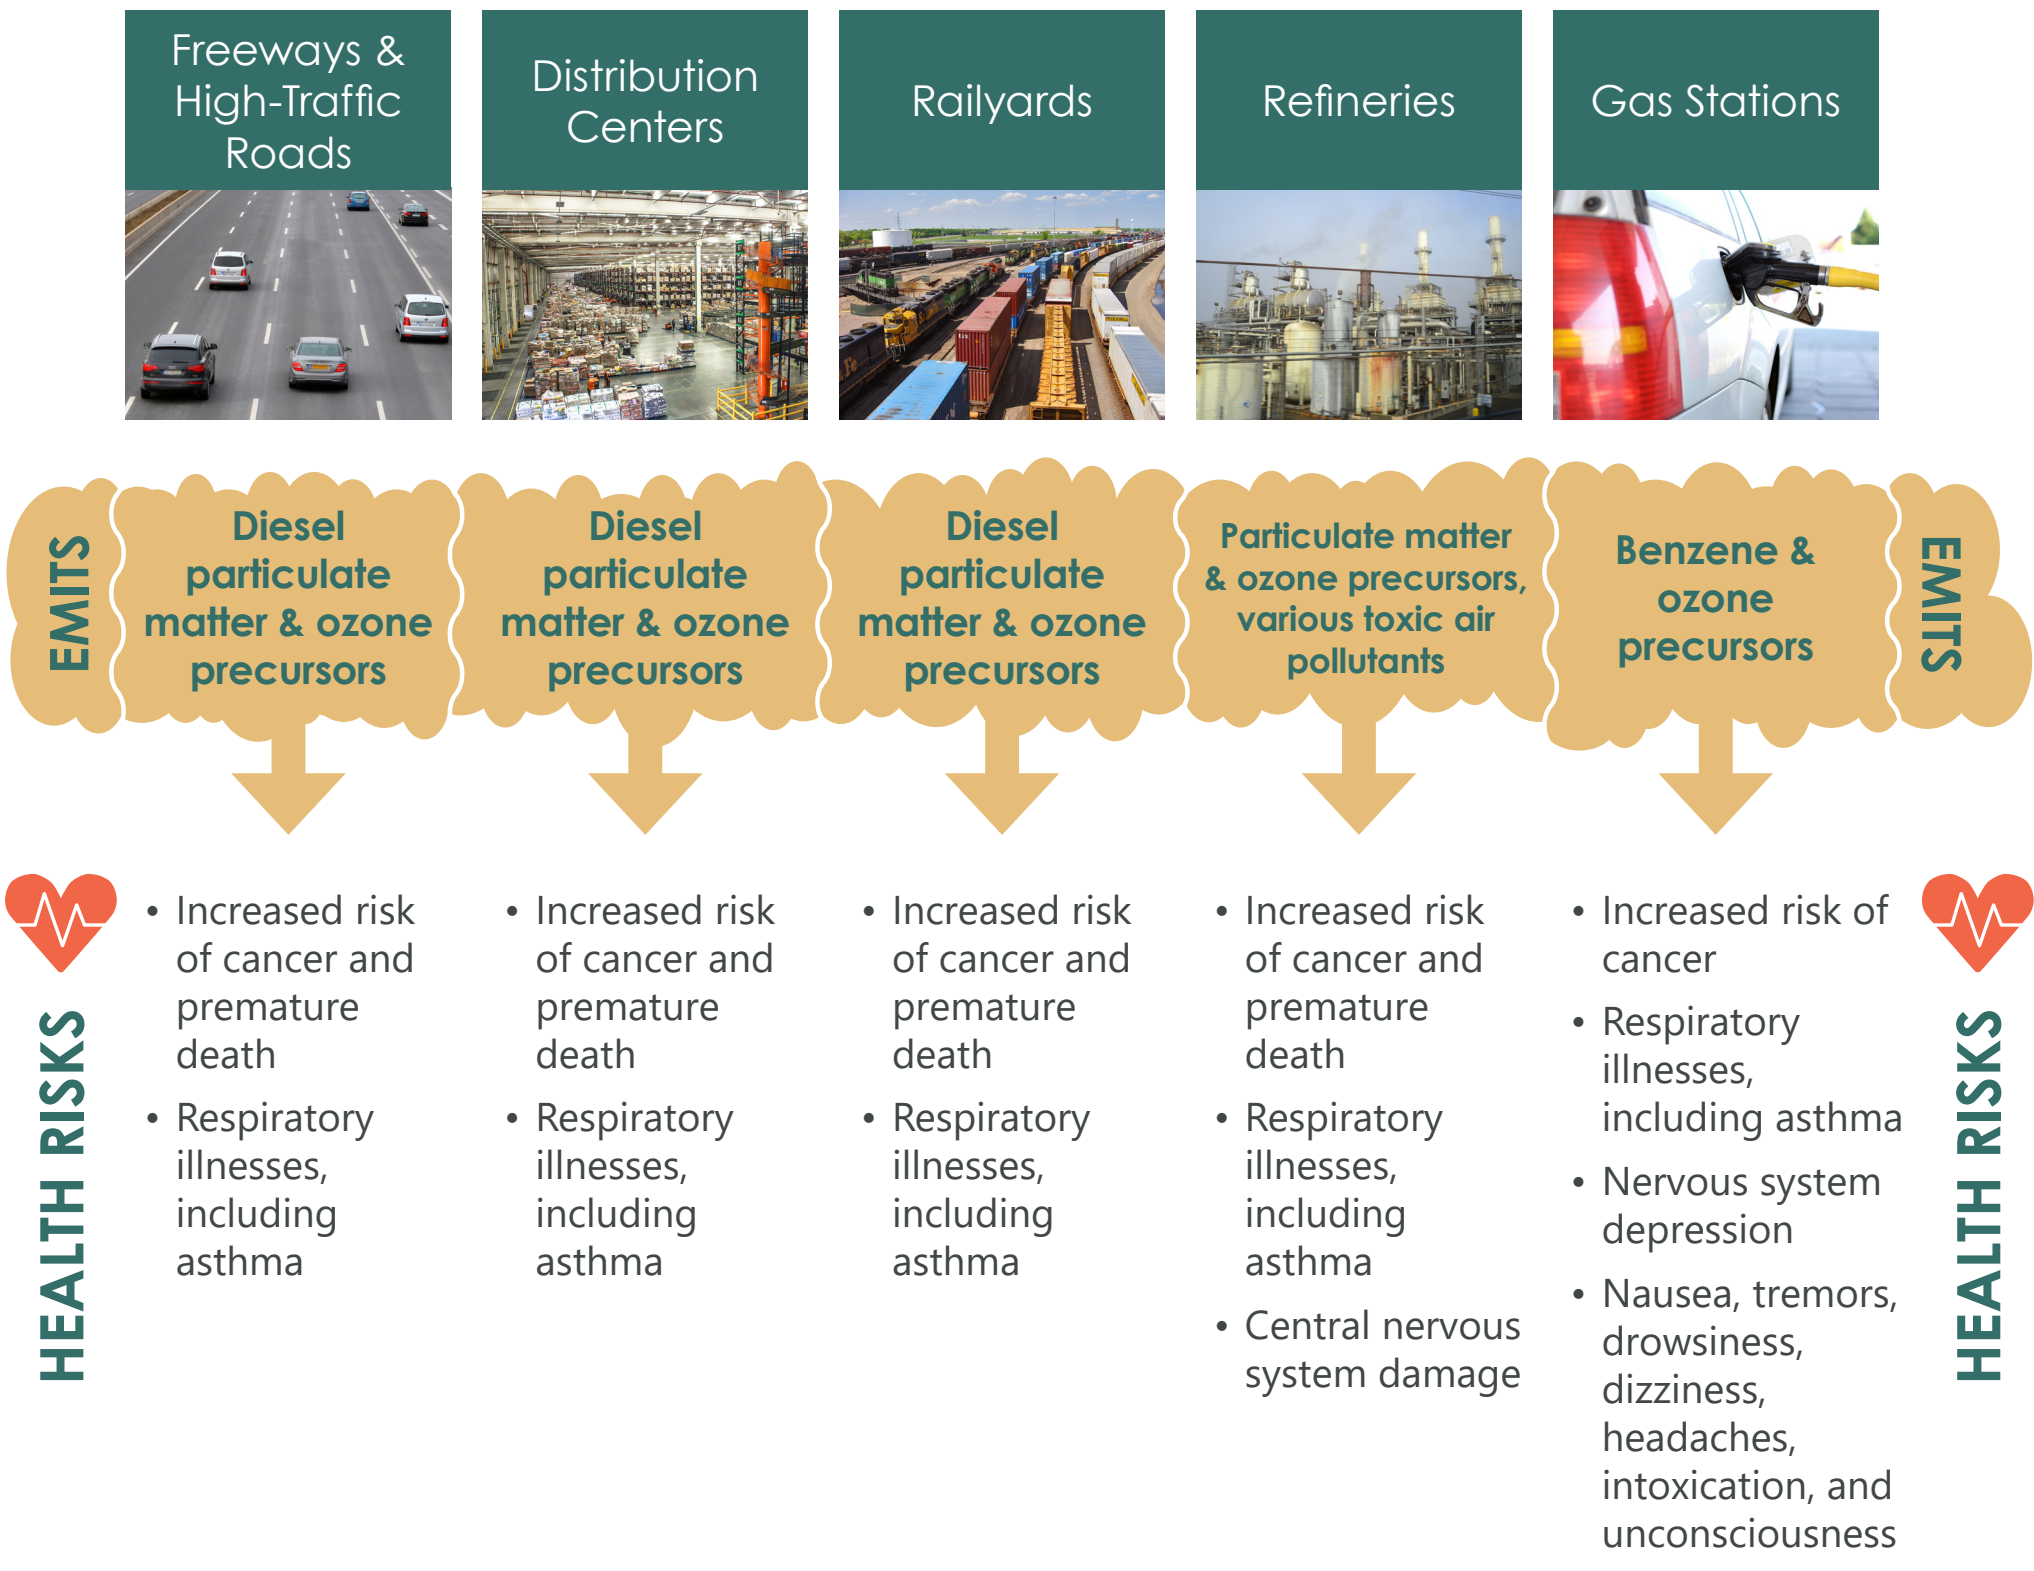 Freeways &
High-Traffic
Roads
Distribution
Centers
Railyards
Refineries
Gas Stations
EMITS
Diesel
particulate
matter & ozone
precursors
Diesel
particulate
matter & ozone
precursors
Diesel
particulate
matter & ozone
precursors
Particulate matter
& ozone precursors,
various toxic air
pollutants
Benzene &
ozone
precursors
EMITS
HEALTH RISKS
• Increased risk
of cancer and
premature
death
• Respiratory
illnesses,
including
asthma
• Increased risk
of cancer and
premature
death
• Respiratory
illnesses,
including
asthma
• Increased risk
of cancer and
premature
death
• Respiratory
illnesses,
including
asthma
• Increased risk
of cancer and
premature
death
• Respiratory
illnesses,
including
asthma
• Central nervous
system damage
• Increased risk of
cancer
• Respiratory
illnesses,
including asthma
• Nervous system
depression
• Nausea, tremors,
drowsiness,
dizziness,
headaches,
intoxication, and
unconsciousness
HEALTH RISKS